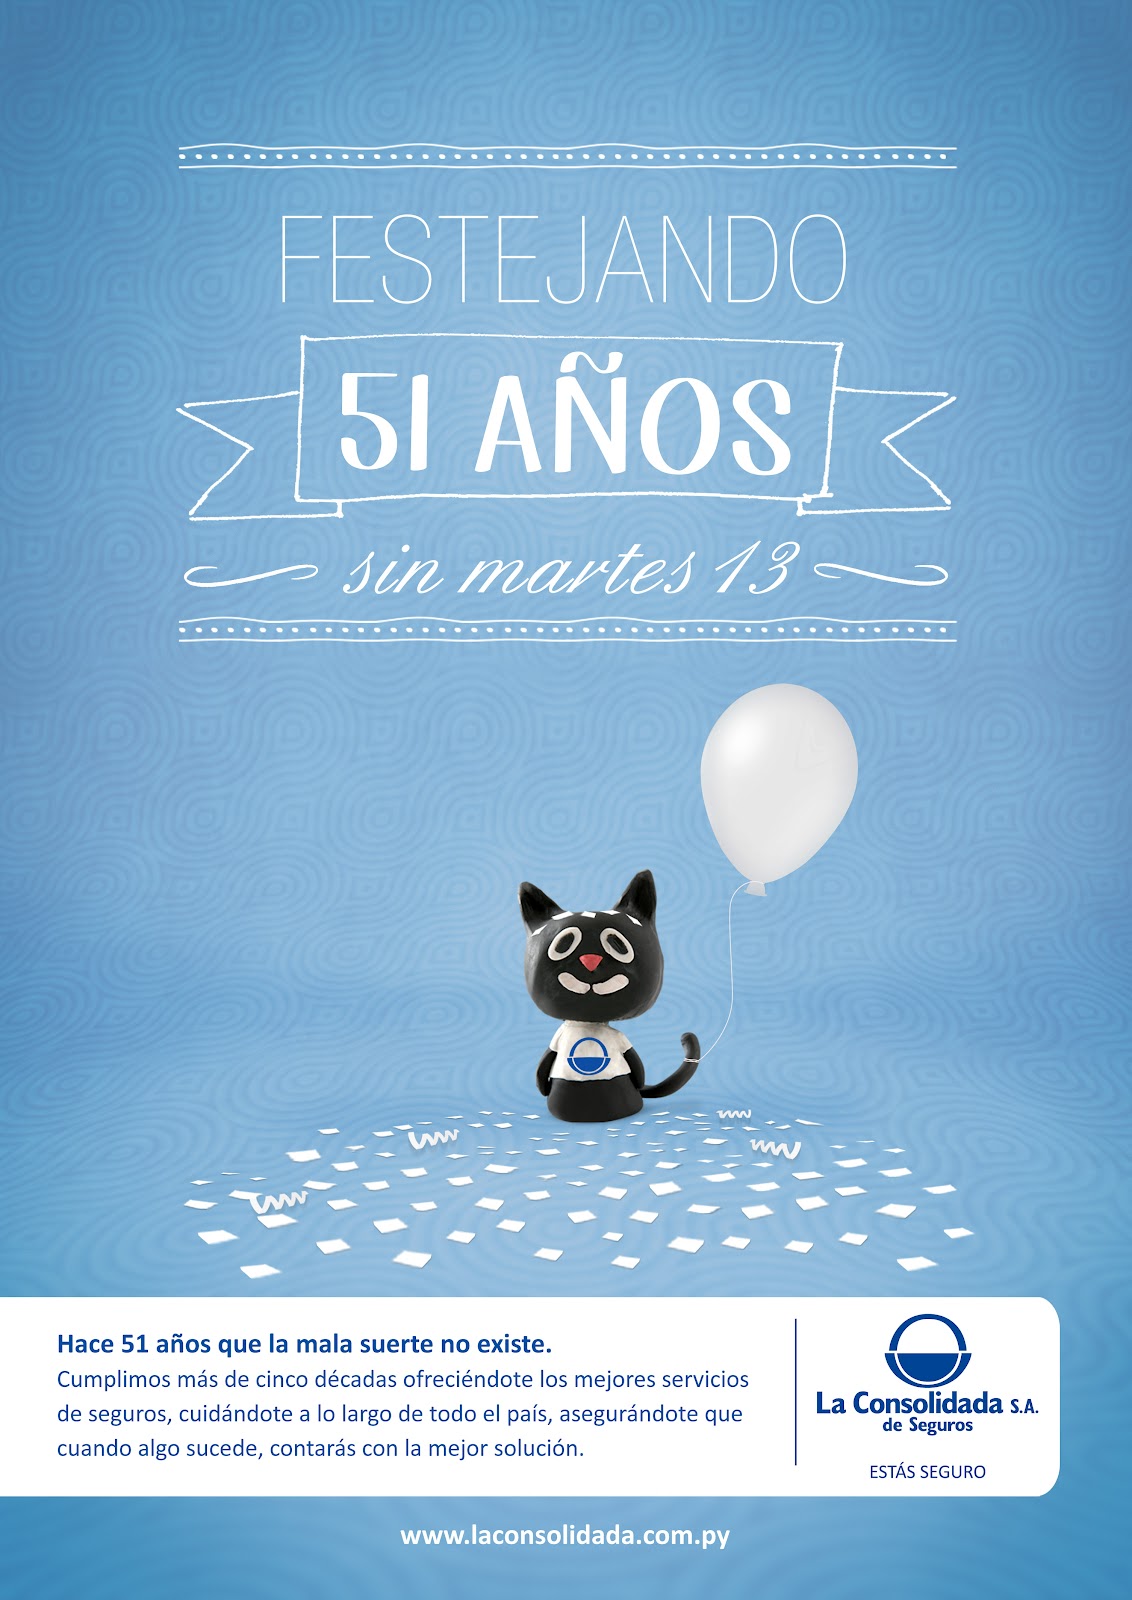 FESTEJANDO
51 AÑOS
sin martes 13
Hace 51 años que la mala suerte no existe.
Cumplimos más de cinco décadas ofreciéndote los mejores servicios
de seguros, cuidándote a lo largo de todo el país, asegurándote que
cuando algo sucede, contarás con la mejor solución.
La Consolidada S.A.
de Seguros
ESTÁS SEGURO
www.laconsolidada.com.py